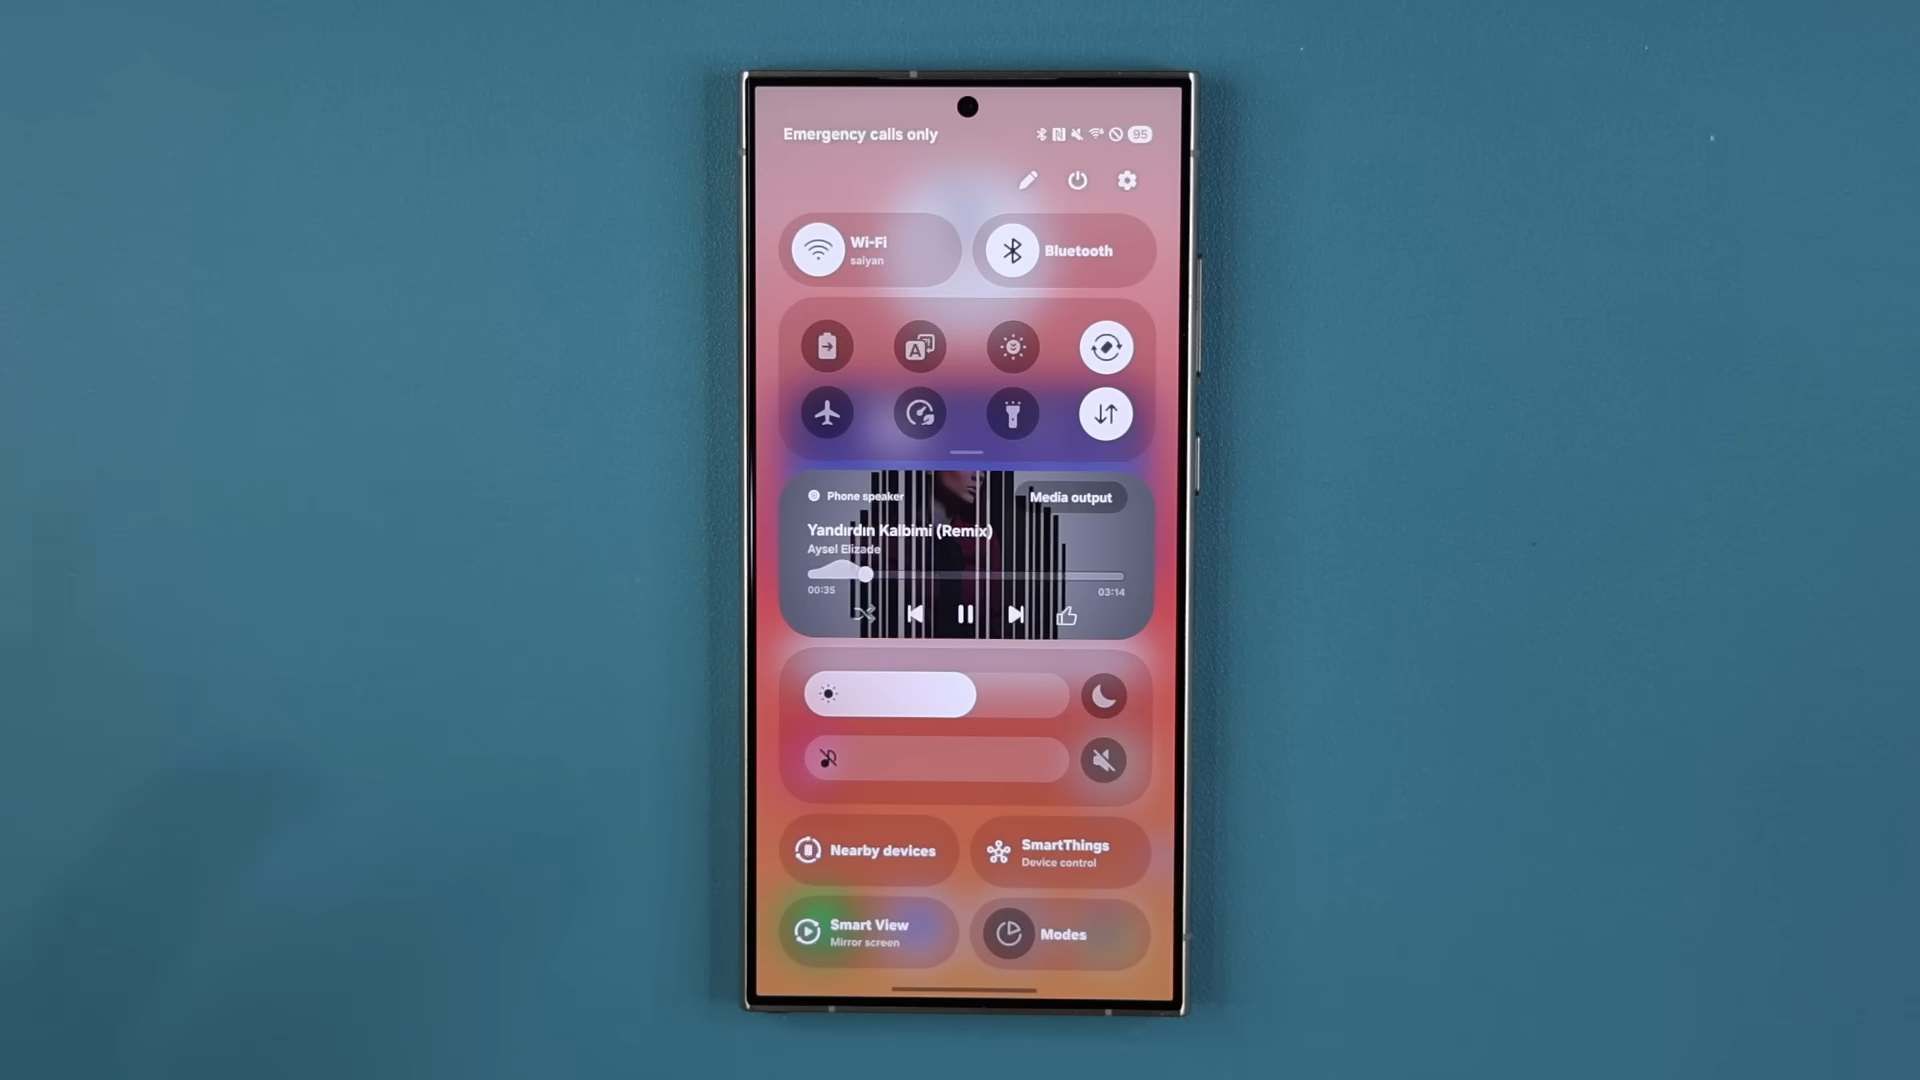 Emergency calls only
95
Wi-Fi
saiyan
Bluetooth
Phone speaker
Media output
Yandırdın Kalbimi (Remix)
Aysel Elizade
00:35
03:14
Nearby devices
SmartThings
Device control
Smart View
Mirror screen
Modes